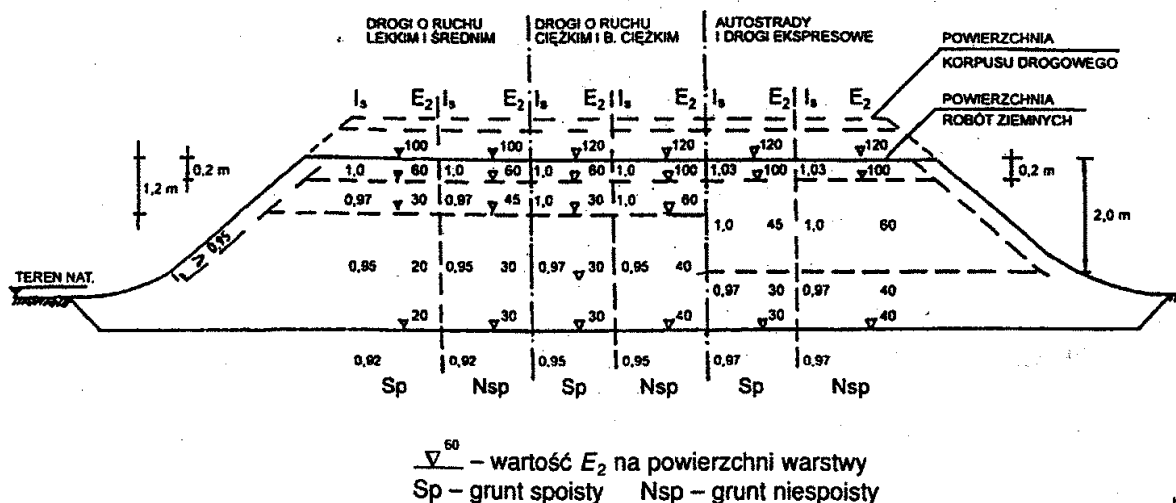 DROGI O RUCHU
LEKKIM I ŚREDNIM
DROGI O RUCHU
CIĘŻKIM I B. CIĘŻKIM
AUTOSTRADY
I DROGI EKSPRESOWE
POWIERZCHNIA
KORPUSU DROGOWEGO
POWIERZCHNIA
ROBÓT ZIEMNYCH
Is E2 Is E2 Is E2 Is E2 Is E2 Is E2
100 100 120 120 120 120
1,2 m 0,2 m 1,0 60 1,0 60 1,0 60 1,0 100 1,03 100 1,03 100 0,2 m
0,97 30 0,97 45 1,0 30 1,0 60
1,0 45 1,0 60 2,0 m
Is ≥ 0,95
0,95 20 0,95 30 0,97 30 0,95 40
TEREN NAT.
0,97 30 0,97 40
20 30 30 40 30 40
0,92 0,92 0,95 0,95 0,97 0,97
Sp Nsp Sp Nsp Sp Nsp
60 – wartość E2 na powierzchni warstwy
Sp – grunt spoisty Nsp – grunt niespoisty